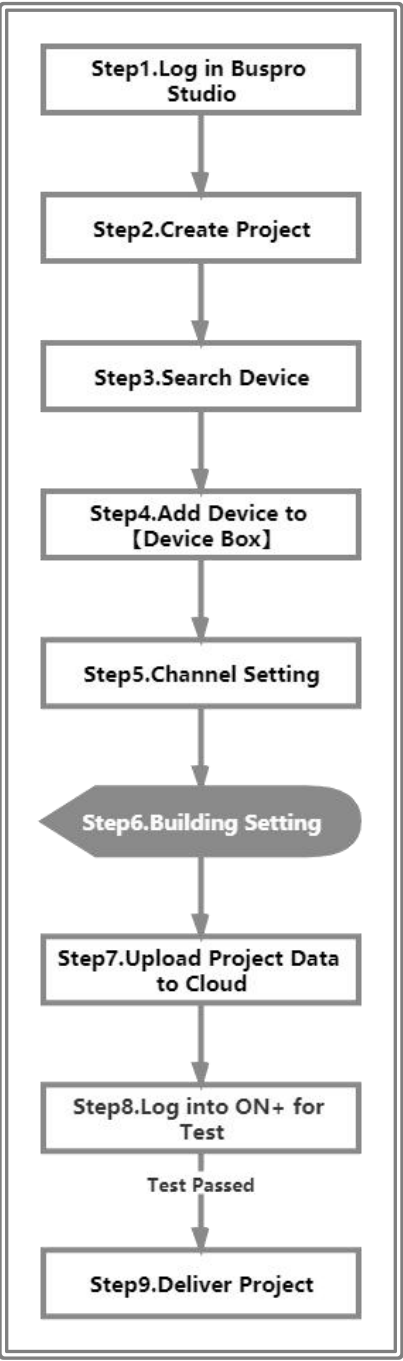 Step1.Log in Buspro
Studio
Step2.Create Project
Step3.Search Device
Step4.Add Device to
【Device Box】
Step5.Channel Setting
Step6.Building Setting
Step7.Upload Project Data
to Cloud
Step8.Log into ON+ for
Test
Test Passed
Step9.Deliver Project